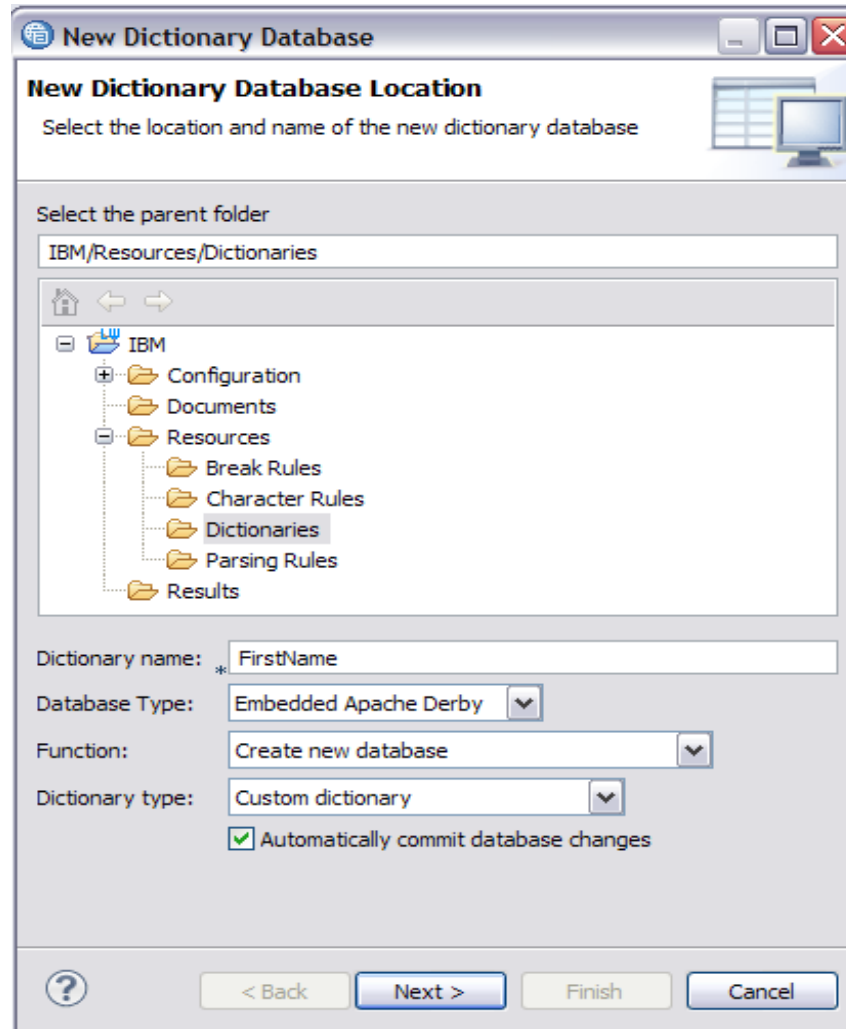 New Dictionary Database
New Dictionary Database Location
Select the location and name of the new dictionary database
Select the parent folder
IBM/Resources/Dictionaries
IBM
Configuration
Documents
Resources
Break Rules
Character Rules
Dictionaries
Parsing Rules
Results
Dictionary name: * FirstName
Database Type: Embedded Apache Derby
Function: Create new database
Dictionary type: Custom dictionary
Automatically commit database changes
? < Back Next > Finish Cancel